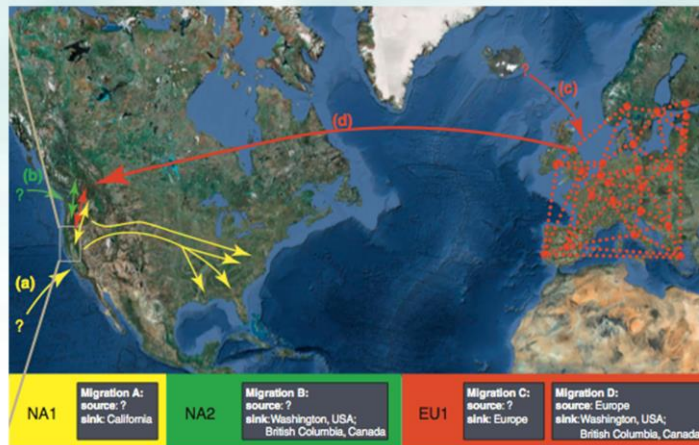 ?
(c)
(d)
(b)
?
(a)
?
NA1
Migration A:
source: ?
sink: California
NA2
Migration B:
source: ?
sink: Washington, USA;
British Columbia, Canada
EU1
Migration C:
source: ?
sink: Europe
Migration D:
source: Europe
sink: Washington, USA;
British Columbia, Canada